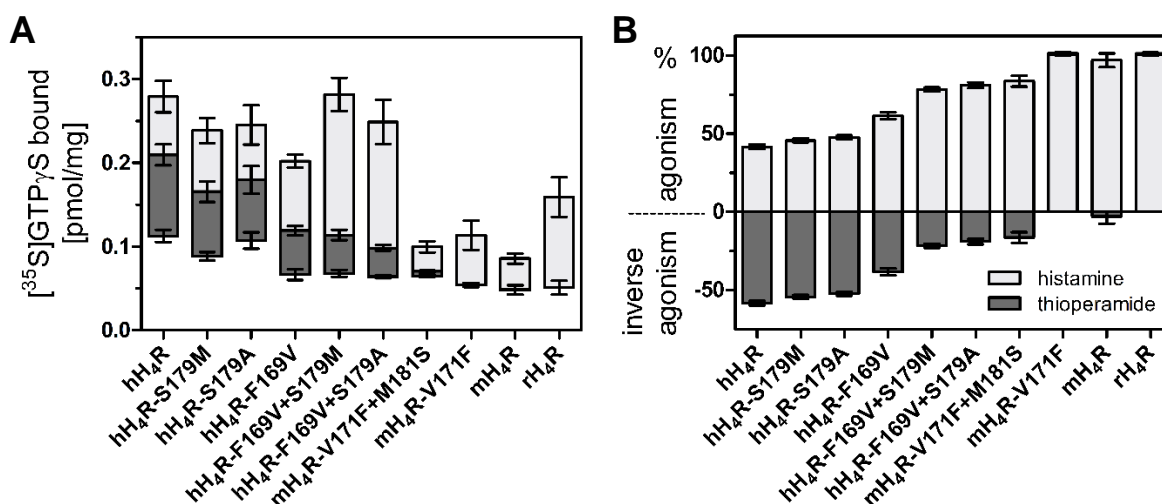 A
[³⁵S]GTPγS bound
[pmol/mg]
0.3
0.2
0.1
0.0
hH₄R
hH₄R-S179M
hH₄R-S179A
hH₄R-F169V
hH₄R-F169V+S179M
hH₄R-F169V+S179A
mH₄R-V171F+M181S
mH₄R-V171F
mH₄R
rH₄R
B
%
agonism
inverse
agonism
100
50
0
-50
histamine
thioperamide
hH₄R
hH₄R-S179M
hH₄R-S179A
hH₄R-F169V
hH₄R-F169V+S179M
hH₄R-F169V+S179A
mH₄R-V171F+M181S
mH₄R-V171F
mH₄R
rH₄R